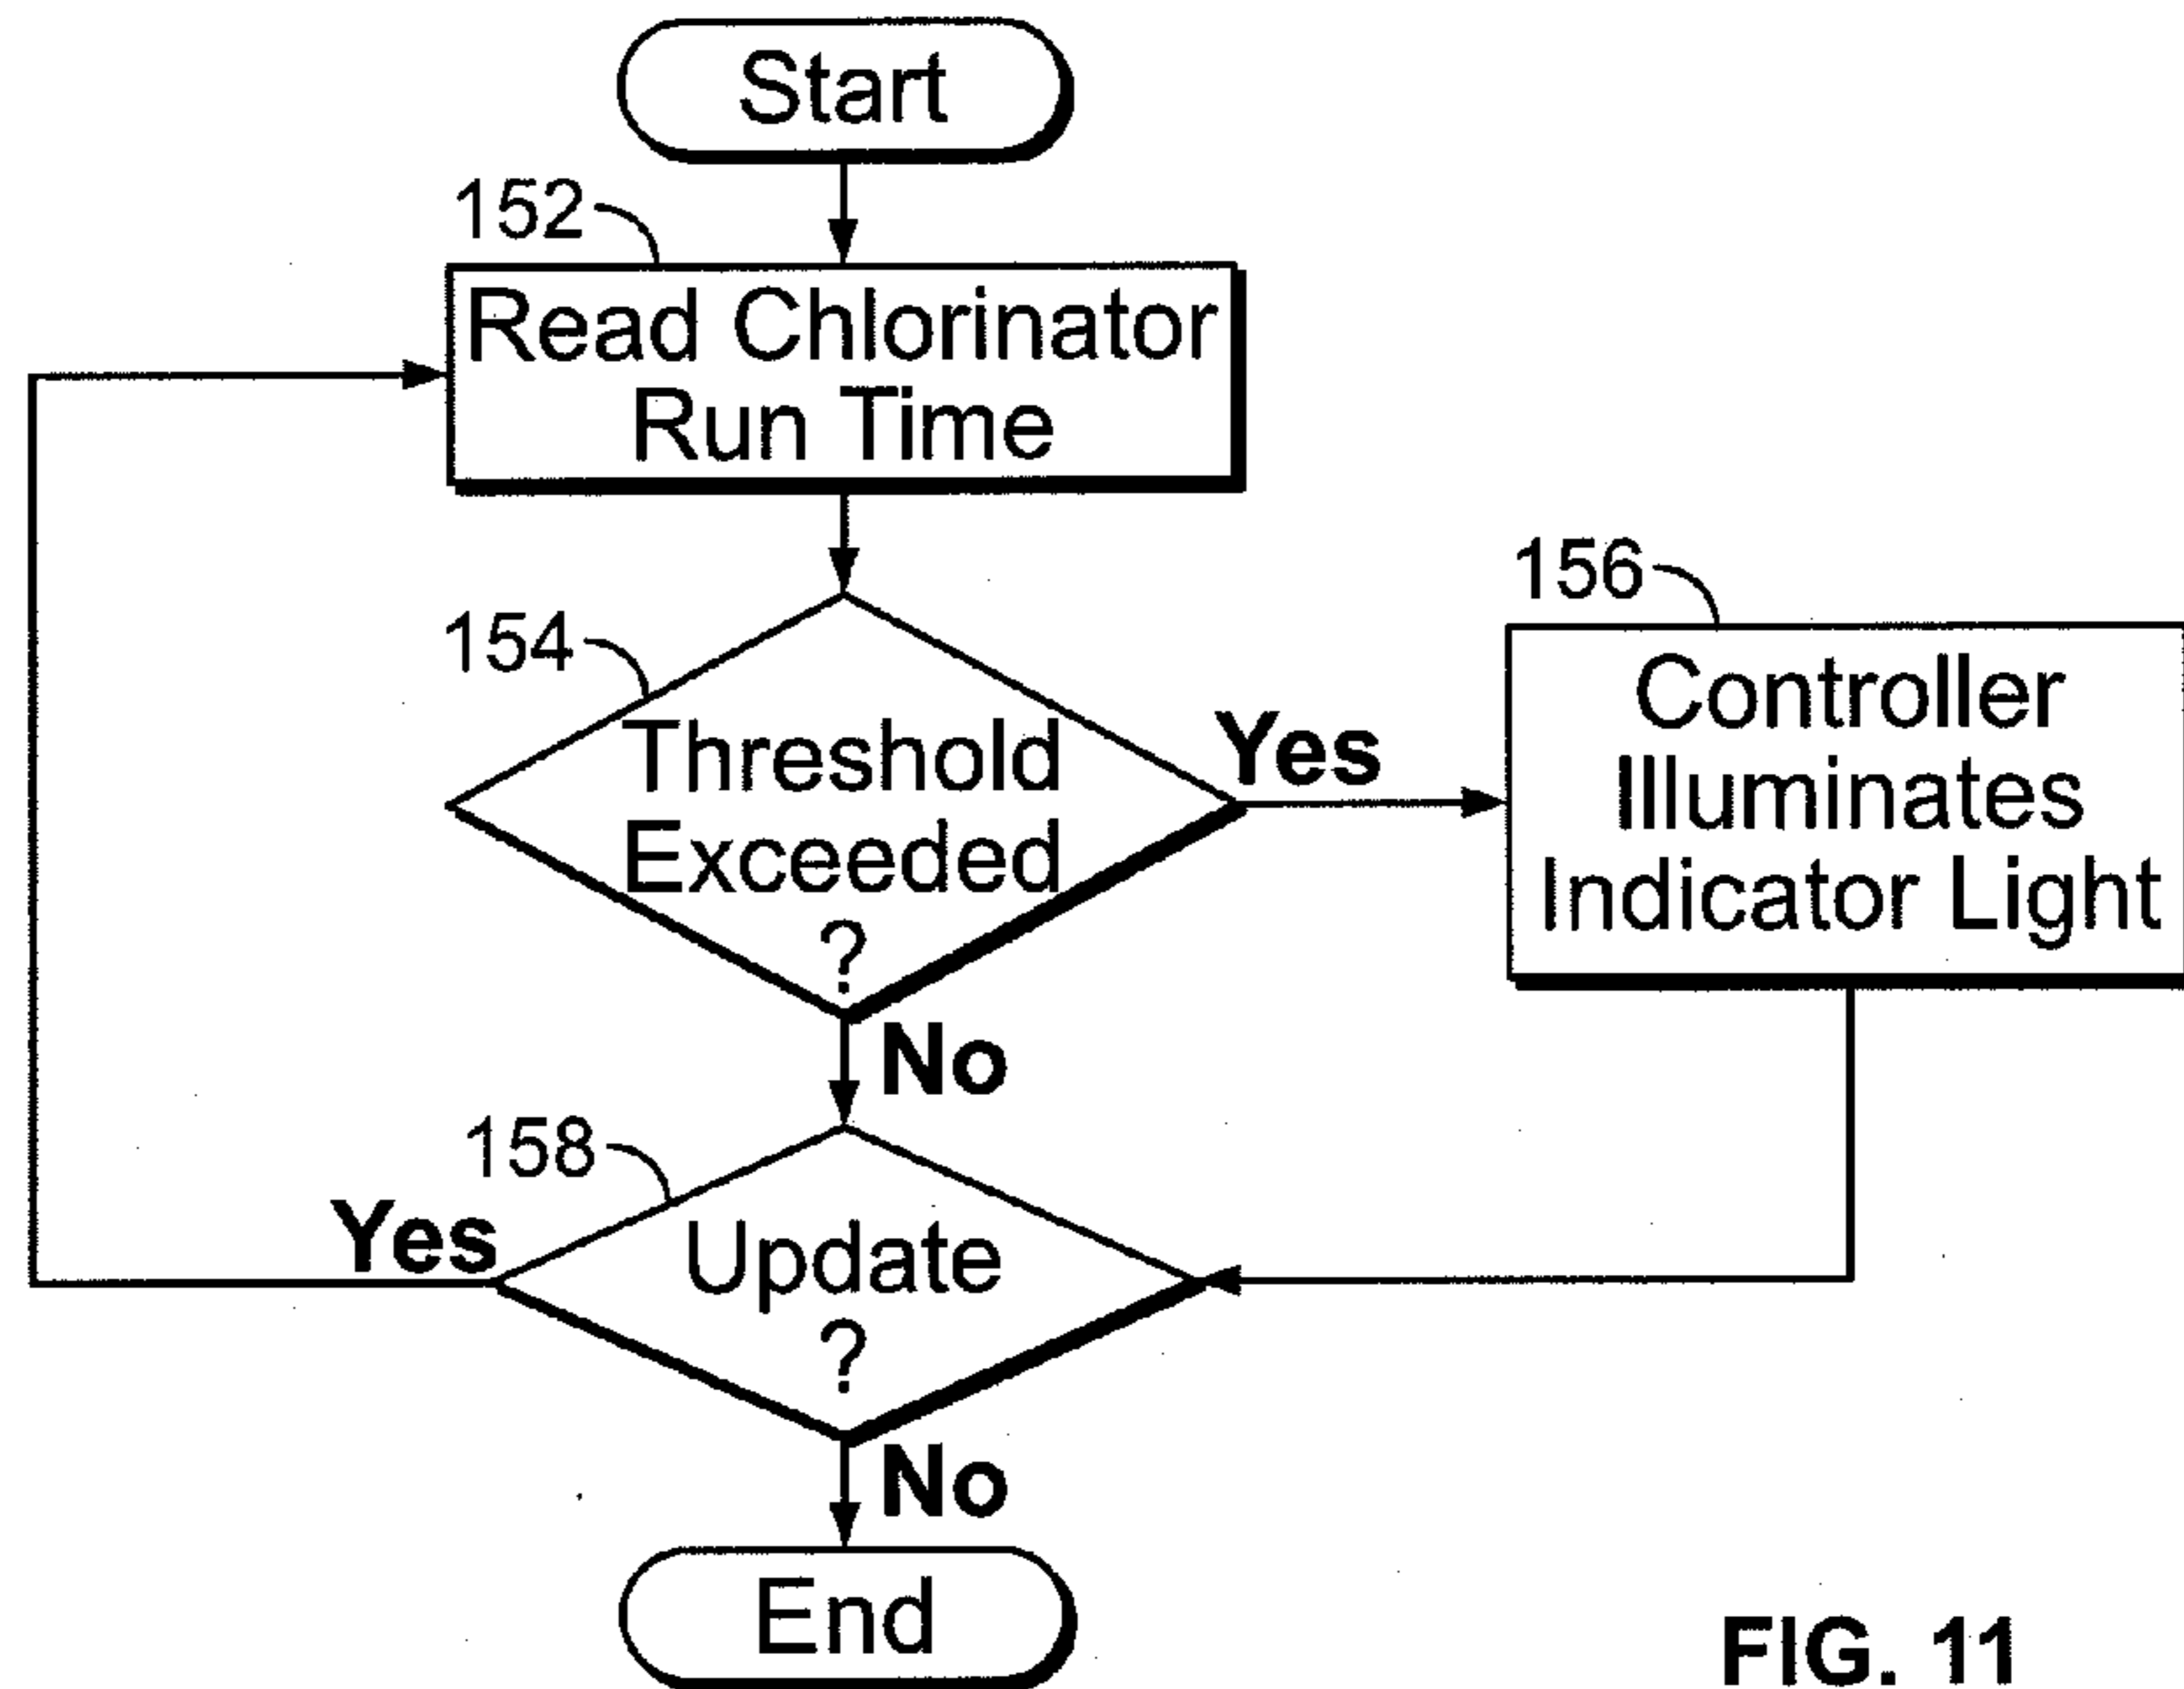 Start
152
Read Chlorinator
Run Time
154
Threshold
Exceeded
?
Yes
156
Controller
Illuminates
Indicator Light
No
158
Yes
Update
?
No
End
FIG. 11